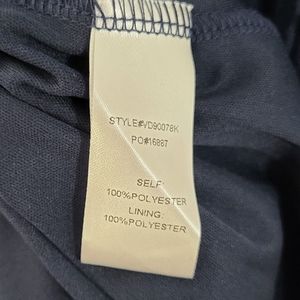 STYLE#VD90078K
PO#16887
SELF:
100%POLYESTER
LINING:
100%POLYESTER